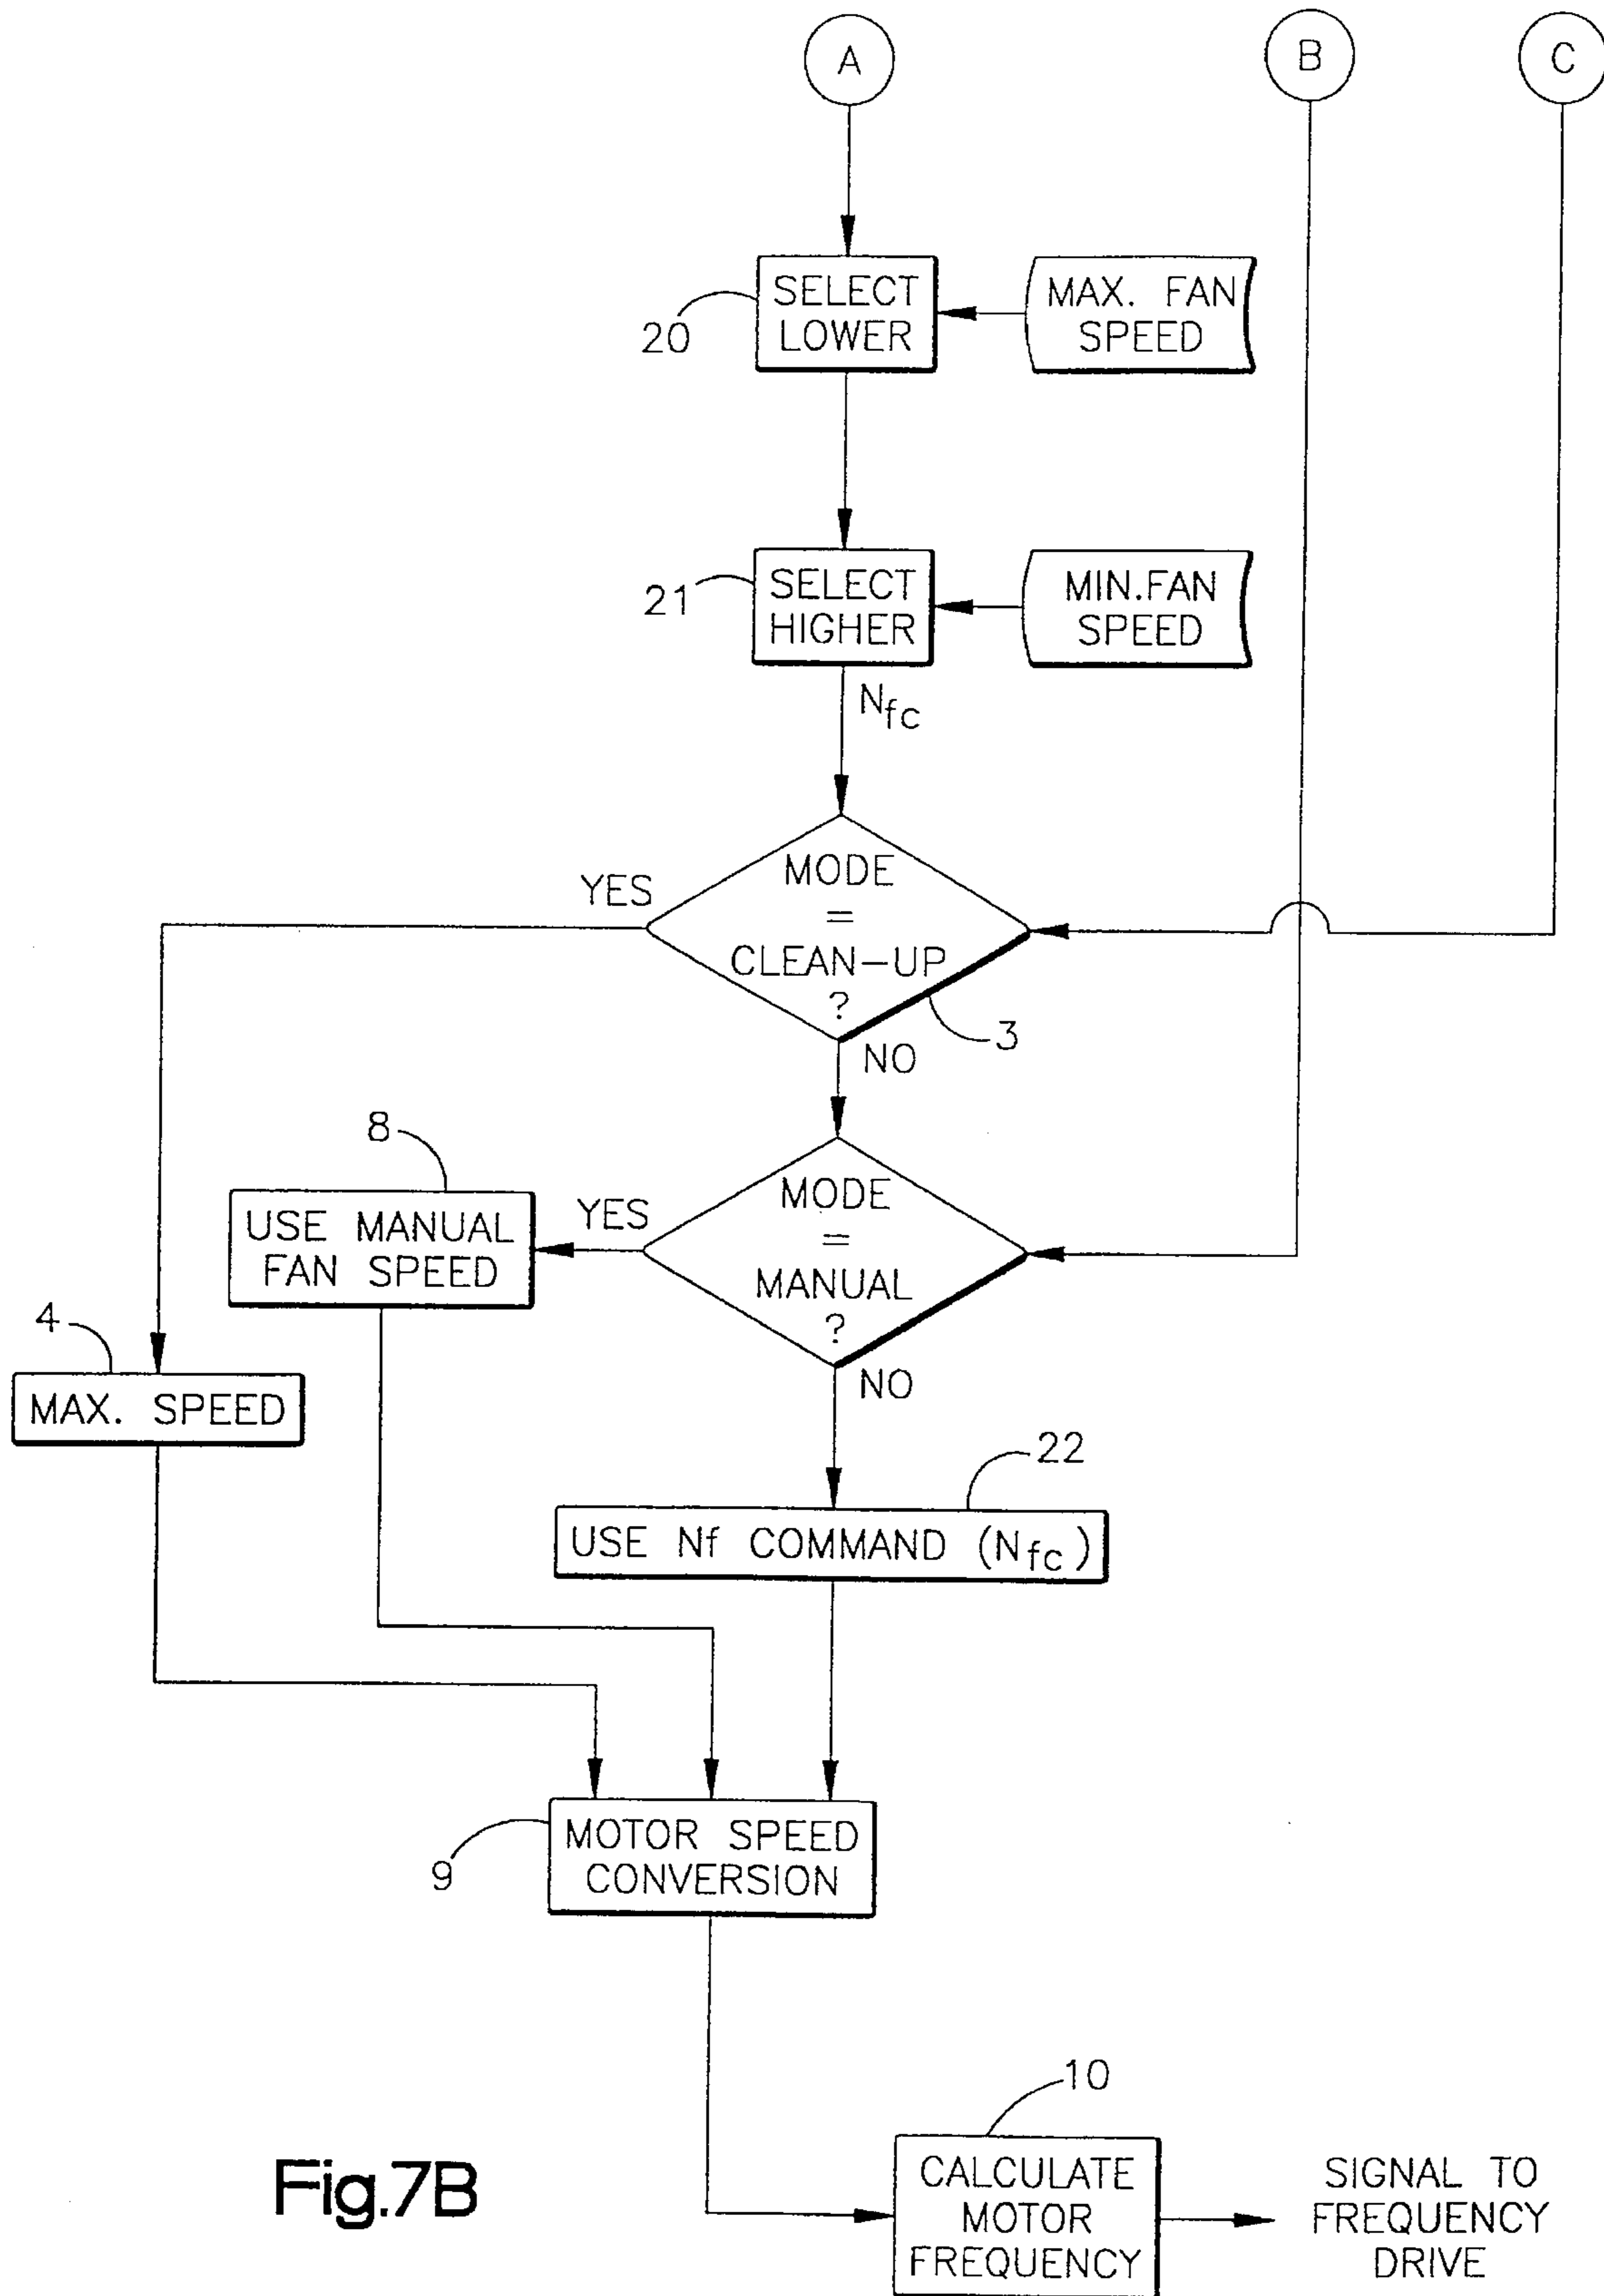 A
B
C
20
SELECT
LOWER
MAX. FAN
SPEED
21
SELECT
HIGHER
MIN.FAN
SPEED
Nfc
YES
MODE
=
CLEAN-UP
?
3
NO
8
USE MANUAL
FAN SPEED
YES
MODE
=
MANUAL
?
NO
4
MAX. SPEED
22
USE Nf COMMAND (Nfc)
9
MOTOR SPEED
CONVERSION
10
CALCULATE
MOTOR
FREQUENCY
SIGNAL TO
FREQUENCY
DRIVE
Fig.7B